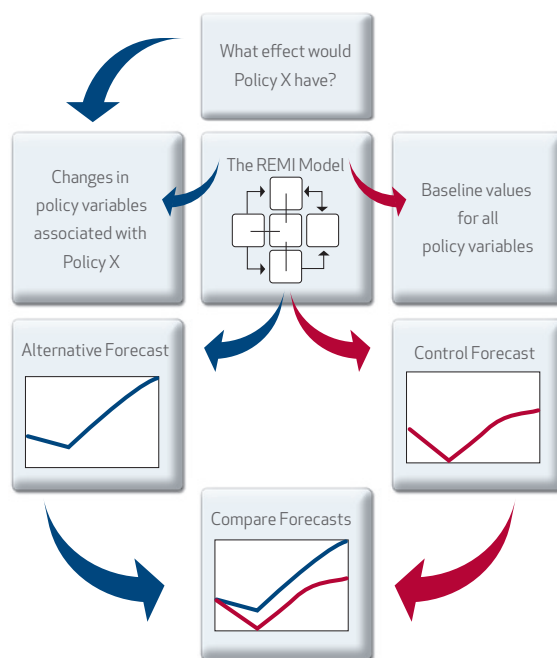 What effect would
Policy X have?
Changes in
policy variables
associated with
Policy X
The REMI Model
Baseline values
for all
policy variables
Alternative Forecast
Control Forecast
Compare Forecasts